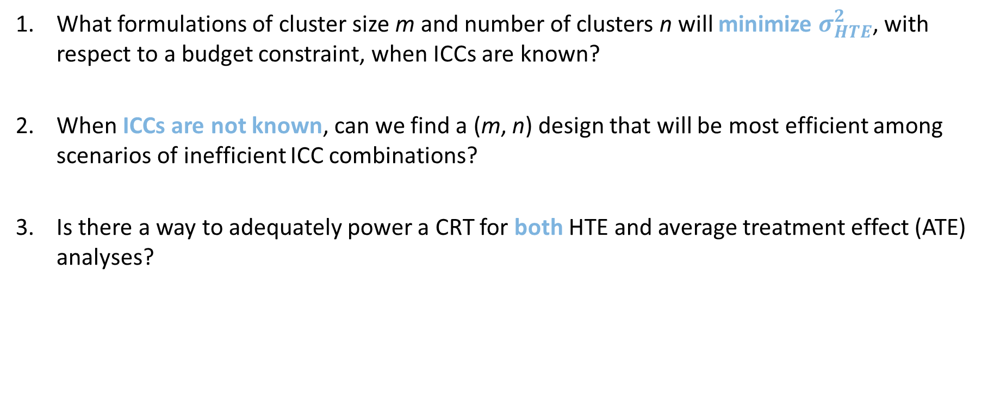 1. What formulations of cluster size m and number of clusters n will minimize σ²_HTE, with
respect to a budget constraint, when ICCs are known?
2. When ICCs are not known, can we find a (m, n) design that will be most efficient among
scenarios of inefficient ICC combinations?
3. Is there a way to adequately power a CRT for both HTE and average treatment effect (ATE)
analyses?